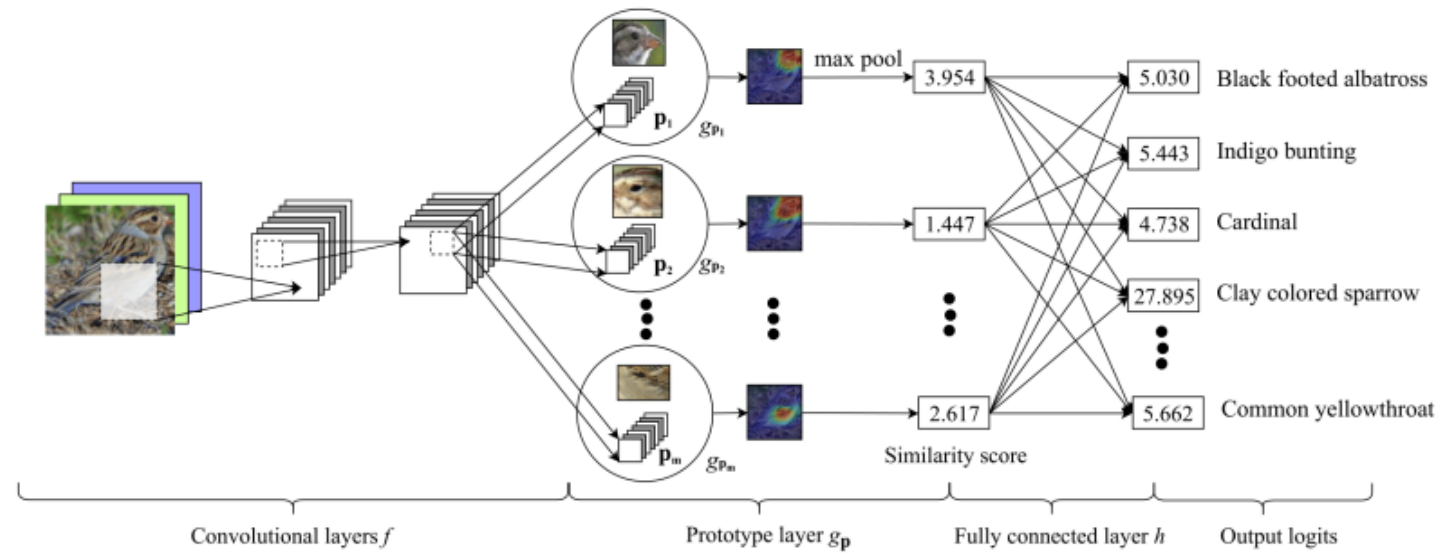 p₁
gₚ₁
max pool
3.954
5.030
Black footed albatross
5.443
Indigo bunting
p₂
gₚ₂
1.447
4.738
Cardinal
27.895
Clay colored sparrow
pₘ
gₚₘ
2.617
5.662
Common yellowthroat
Similarity score
Convolutional layers f
Prototype layer gₚ
Fully connected layer h
Output logits